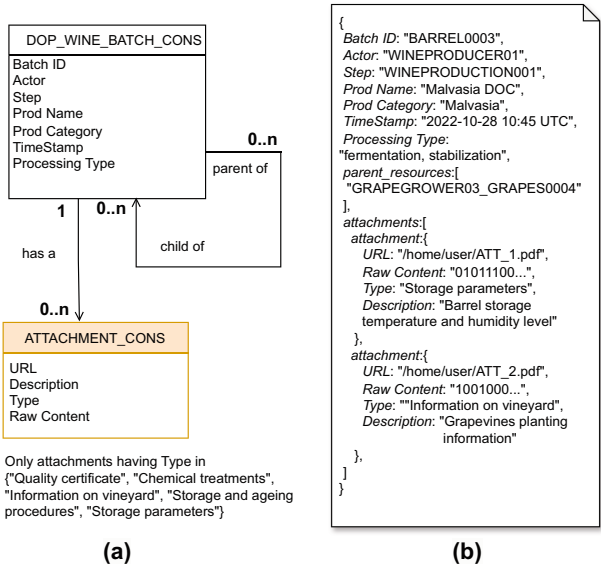 DOP_WINE_BATCH_CONS
Batch ID
Actor
Step
Prod Name
Prod Category
TimeStamp
Processing Type
0..n
parent of
1
0..n
has a
child of
0..n
ATTACHMENT_CONS
URL
Description
Type
Raw Content
Only attachments having Type in
{"Quality certificate", "Chemical treatments",
"Information on vineyard", "Storage and ageing
procedures", "Storage parameters"}
(a)
{
Batch ID: "BARREL0003",
Actor: "WINEPRODUCER01",
Step: "WINEPRODUCTION001",
Prod Name: "Malvasia DOC",
Prod Category: "Malvasia",
TimeStamp: "2022-10-28 10:45 UTC",
Processing Type:
"fermentation, stabilization",
parent_resources:[
"GRAPEGROWER03_GRAPES0004"
],
attachments:[
attachment:{
URL: "/home/user/ATT_1.pdf",
Raw Content: "01011100...",
Type: "Storage parameters",
Description: "Barrel storage
temperature and humidity level"
},
attachment:{
URL: "/home/user/ATT_2.pdf",
Raw Content: "1001000...",
Type: ""Information on vineyard",
Description: "Grapevines planting
information"
},
]
}
(b)